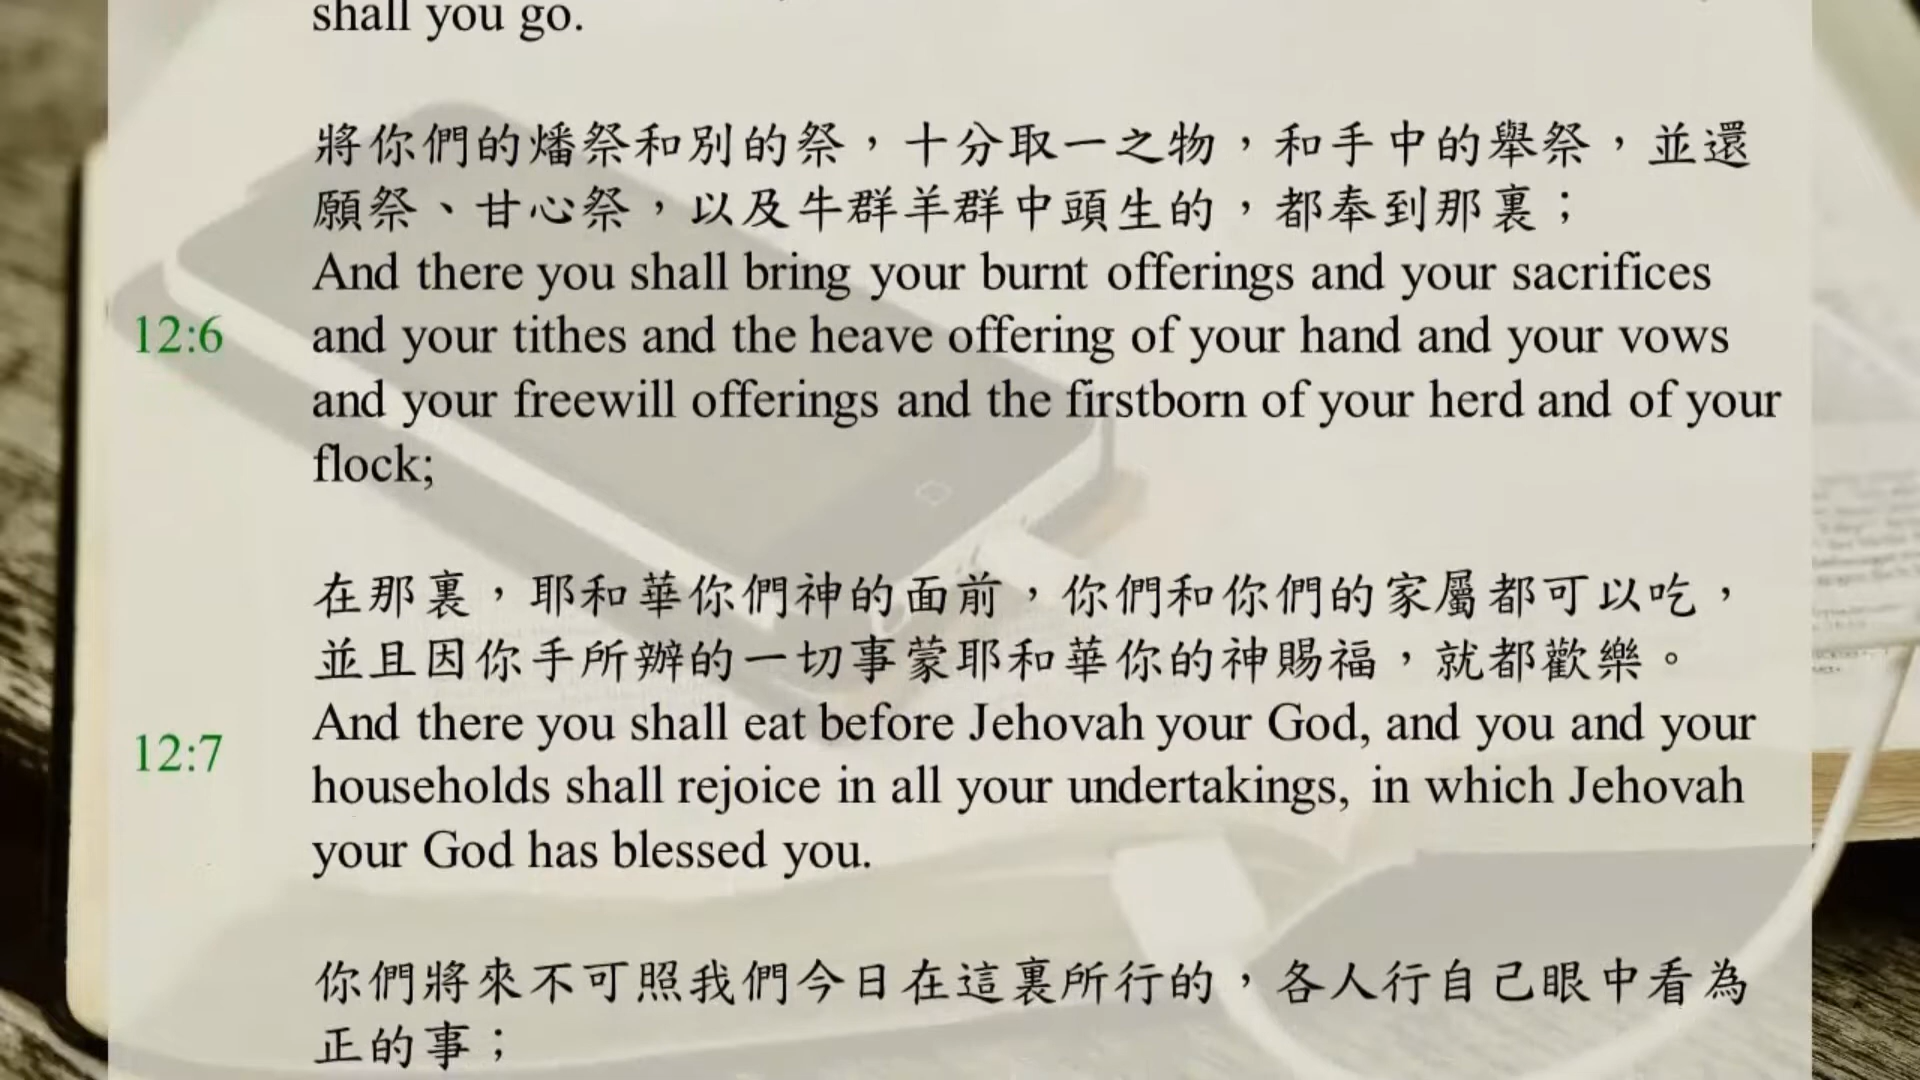 shall you go.
將你們的燔祭和別的祭，十分取一之物，和手中的舉祭，並還
願祭、甘心祭，以及牛群羊群中頭生的，都奉到那裏；
And there you shall bring your burnt offerings and your sacrifices
12:6 and your tithes and the heave offering of your hand and your vows
and your freewill offerings and the firstborn of your herd and of your
flock;
在那裏，耶和華你們神的面前，你們和你們的家屬都可以吃，
並且因你手所辦的一切事蒙耶和華你的神賜福，就都歡樂。
And there you shall eat before Jehovah your God, and you and your
12:7 households shall rejoice in all your undertakings, in which Jehovah
your God has blessed you.
你們將來不可照我們今日在這裏所行的，各人行自己眼中看為
正的事；